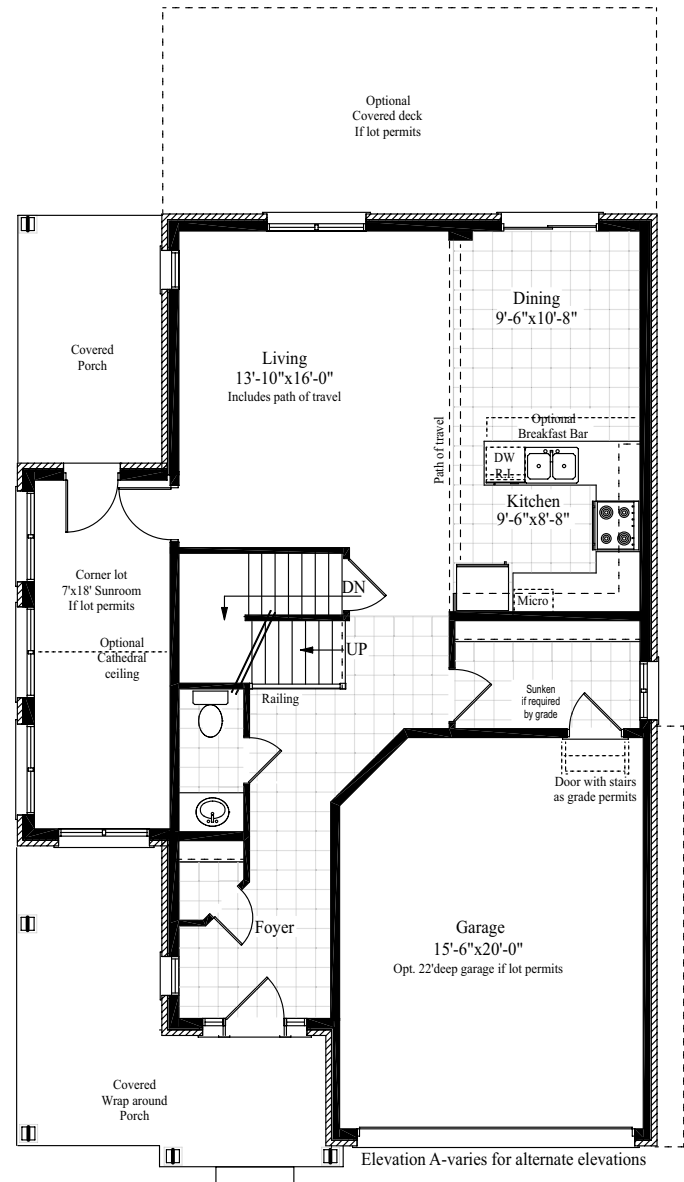 Optional
Covered deck
If lot permits
Dining
9'-6"x10'-8"
Covered
Porch
Living
13'-10"x16'-0"
Includes path of travel
Path of travel
Optional
Breakfast Bar
DW
R.I.
Kitchen
9'-6"x8'-8"
Corner lot
7'x18' Sunroom
If lot permits
DN
Micro
Optional
Cathedral
ceiling
UP
Railing
Sunken
if required
by grade
Door with stairs
as grade permits
Foyer
Garage
15'-6"x20'-0"
Opt. 22'deep garage if lot permits
Covered
Wrap around
Porch
Elevation A-varies for alternate elevations